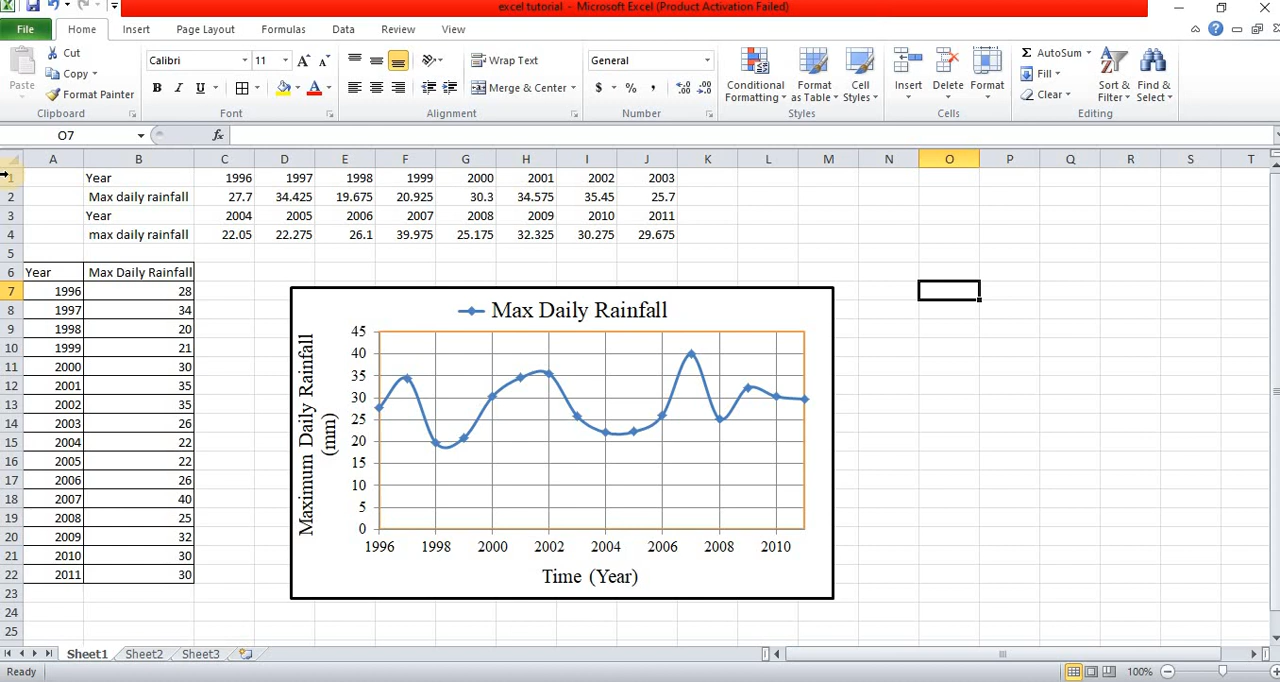 excel tutorial - Microsoft Excel (Product Activation Failed)
File Home Insert Page Layout Formulas Data Review View
Paste Cut Copy Format Painter Clipboard
Calibri 11 A A B I U A Font
Wrap Text Merge & Center Alignment
General $ % , Number
Conditional Formatting Format as Table Cell Styles Styles
Insert Delete Format Cells
Σ AutoSum Fill Clear Sort & Filter Find & Select Editing
O7 fx
A B C D E F G H I J K L M N O P Q R S T
1 Year 1996 1997 1998 1999 2000 2001 2002 2003
2 Max daily rainfall 27.7 34.425 19.675 20.925 30.3 34.575 35.45 25.7
3 Year 2004 2005 2006 2007 2008 2009 2010 2011
4 max daily rainfall 22.05 22.275 26.1 39.975 25.175 32.325 30.275 29.675
5
6 Year Max Daily Rainfall
7 1996 28
8 1997 34
9 1998 20
10 1999 21
11 2000 30
12 2001 35
13 2002 35
14 2003 26
15 2004 22
16 2005 22
17 2006 26
18 2007 40
19 2008 25
20 2009 32
21 2010 30
22 2011 30
23
24
25
Max Daily Rainfall
Maximum Daily Rainfall
(mm)
45
40
35
30
25
20
15
10
5
0
1996 1998 2000 2002 2004 2006 2008 2010
Time (Year)
Sheet1 Sheet2 Sheet3
Ready 100%